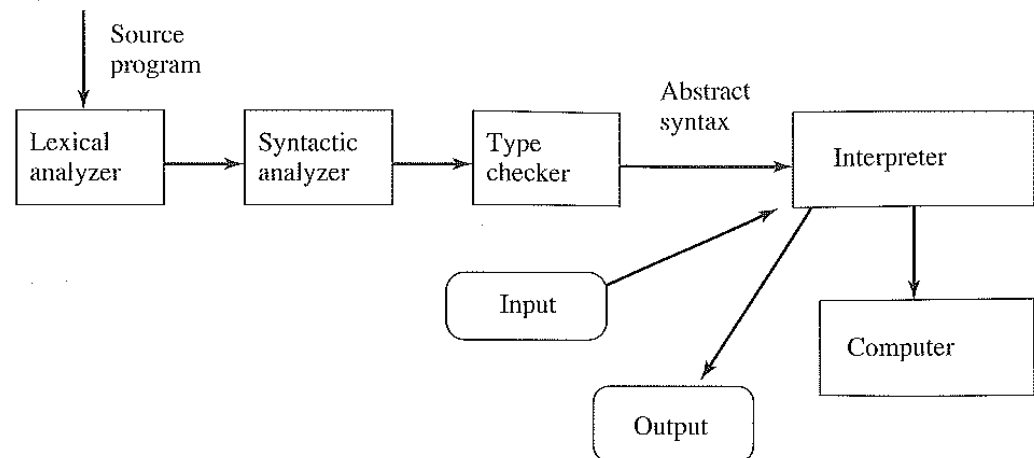 Source
program
Lexical
analyzer
Syntactic
analyzer
Type
checker
Abstract
syntax
Interpreter
Input
Computer
Output